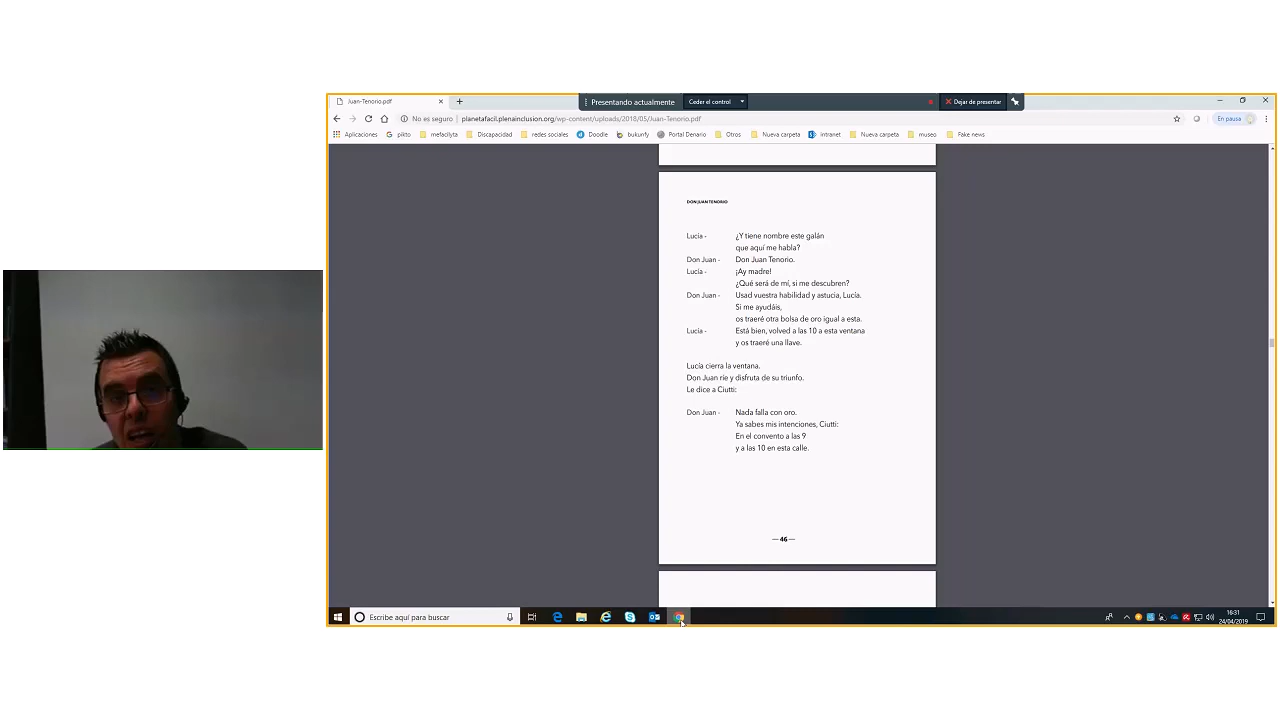 Juan-Tenorio.pdf
Presentando actualmente
Ceder el control
Dejar de presentar
No es seguro
planetafacil.plenainclusion.org/wp-content/uploads/2018/05/Juan-Tenorio.pdf
En pausa
Aplicaciones
pikto
mefacilyta
Discapacidad
redes sociales
Doodle
bukunfy
Portal Denario
Otros
Nueva carpeta
intranet
Nueva carpeta
museo
Fake news
DON JUAN TENORIO
Lucía - ¿Y tiene nombre este galán
que aquí me habla?
Don Juan - Don Juan Tenorio.
Lucía - ¡Ay madre!
¿Qué será de mí, si me descubren?
Don Juan - Usad vuestra habilidad y astucia, Lucía.
Si me ayudáis,
os traeré otra bolsa de oro igual a esta.
Lucía - Está bien, volved a las 10 a esta ventana
y os traeré una llave.
Lucía cierra la ventana.
Don Juan ríe y disfruta de su triunfo.
Le dice a Ciutti:
Don Juan - Nada falla con oro.
Ya sabes mis intenciones, Ciutti:
En el convento a las 9
y a las 10 en esta calle.
— 46 —
Escribe aquí para buscar
16:31
24/04/2019